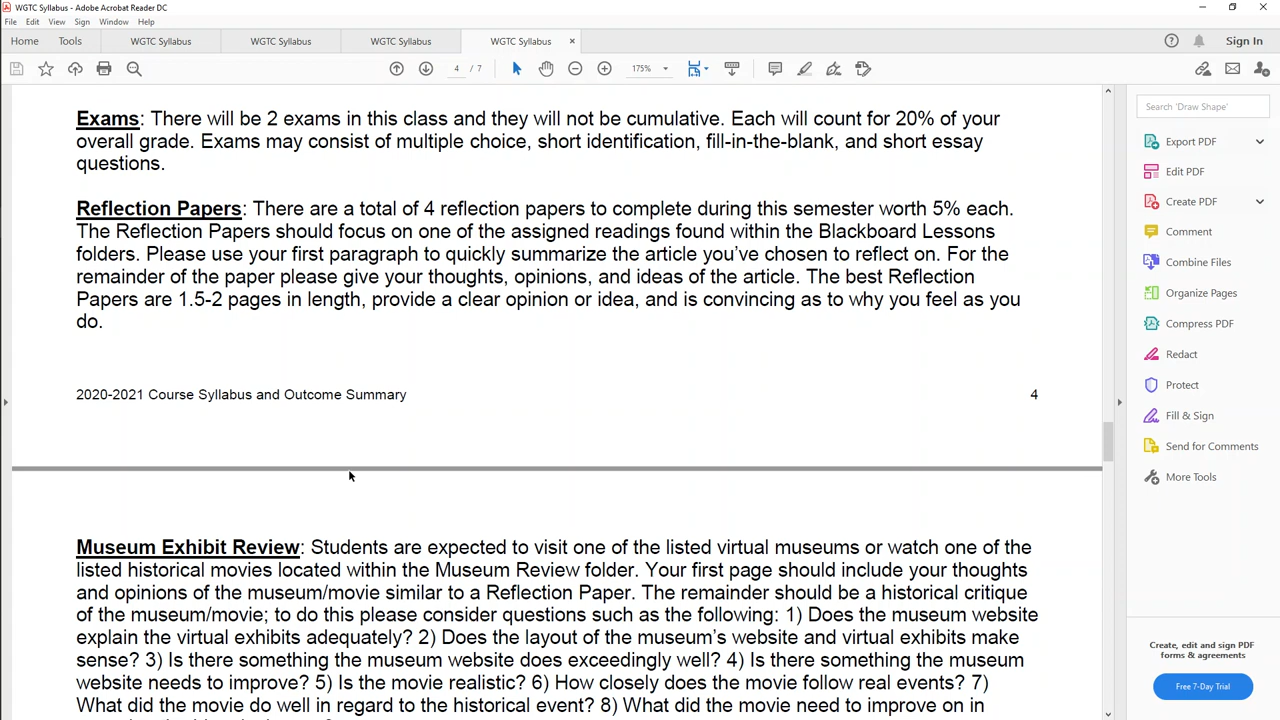 WGTC Syllabus - Adobe Acrobat Reader DC
File Edit View Sign Window Help
Home Tools WGTC Syllabus WGTC Syllabus WGTC Syllabus WGTC Syllabus × Sign In
4 / 7 175%
Exams: There will be 2 exams in this class and they will not be cumulative. Each will count for 20% of your
overall grade. Exams may consist of multiple choice, short identification, fill-in-the-blank, and short essay
questions.
Reflection Papers: There are a total of 4 reflection papers to complete during this semester worth 5% each.
The Reflection Papers should focus on one of the assigned readings found within the Blackboard Lessons
folders. Please use your first paragraph to quickly summarize the article you've chosen to reflect on. For the
remainder of the paper please give your thoughts, opinions, and ideas of the article. The best Reflection
Papers are 1.5-2 pages in length, provide a clear opinion or idea, and is convincing as to why you feel as you
do.
2020-2021 Course Syllabus and Outcome Summary 4
Museum Exhibit Review: Students are expected to visit one of the listed virtual museums or watch one of the
listed historical movies located within the Museum Review folder. Your first page should include your thoughts
and opinions of the museum/movie similar to a Reflection Paper. The remainder should be a historical critique
of the museum/movie; to do this please consider questions such as the following: 1) Does the museum website
explain the virtual exhibits adequately? 2) Does the layout of the museum's website and virtual exhibits make
sense? 3) Is there something the museum website does exceedingly well? 4) Is there something the museum
website needs to improve? 5) Is the movie realistic? 6) How closely does the movie follow real events? 7)
What did the movie do well in regard to the historical event? 8) What did the movie need to improve on in
Search 'Draw Shape'
Export PDF
Edit PDF
Create PDF
Comment
Combine Files
Organize Pages
Compress PDF
Redact
Protect
Fill & Sign
Send for Comments
More Tools
Create, edit and sign PDF
forms & agreements
Free 7-Day Trial